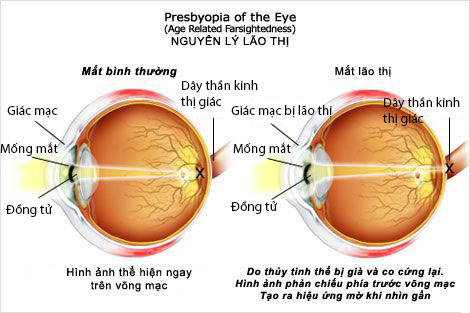 Presbyopia of the Eye
(Age Related Farsightedness)
NGUYÊN LÝ LÃO THỊ
Mắt bình thường
Dây thần kinh
thị giác
Giác mạc
Mống mắt
Đồng tử
X
Hình ảnh thể hiện ngay
trên võng mạc
Mắt lão thị
Dây thần kinh
thị giác
Giác mạc bị lão thi
Mống mắt
Đồng tử
X
Do thủy tinh thể bị già và co cứng lại.
Hình ảnh phản chiếu phía trước võng mạc
Tạo ra hiệu ứng mờ khi nhìn gần